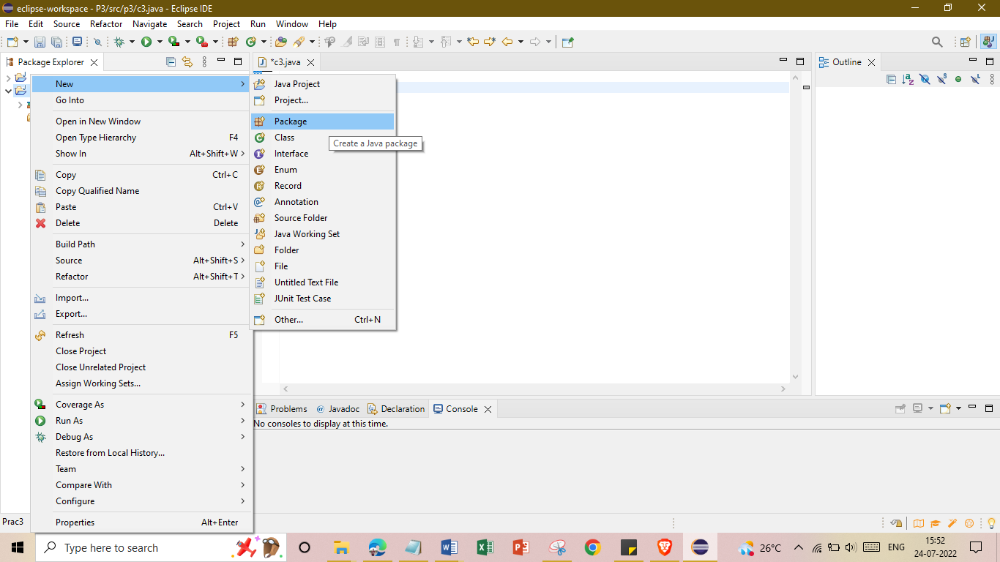 eclipse-workspace - P3/src/p3/c3.java - Eclipse IDE
File Edit Source Refactor Navigate Search Project Run Window Help
Package Explorer
*c3.java
Outline
New
Go Into
Open in New Window
Open Type Hierarchy F4
Show In Alt+Shift+W
Copy Ctrl+C
Copy Qualified Name
Paste Ctrl+V
Delete Delete
Build Path
Source Alt+Shift+S
Refactor Alt+Shift+T
Import...
Export...
Refresh F5
Close Project
Close Unrelated Project
Assign Working Sets...
Coverage As
Run As
Debug As
Restore from Local History...
Team
Compare With
Configure
Properties Alt+Enter
Java Project
Project...
Package
Class
Create a Java package
Interface
Enum
Record
Annotation
Source Folder
Java Working Set
Folder
File
Untitled Text File
JUnit Test Case
Other... Ctrl+N
Problems @ Javadoc Declaration Console
No consoles to display at this time.
Prac3
Type here to search
26°C
ENG
15:52
24-07-2022